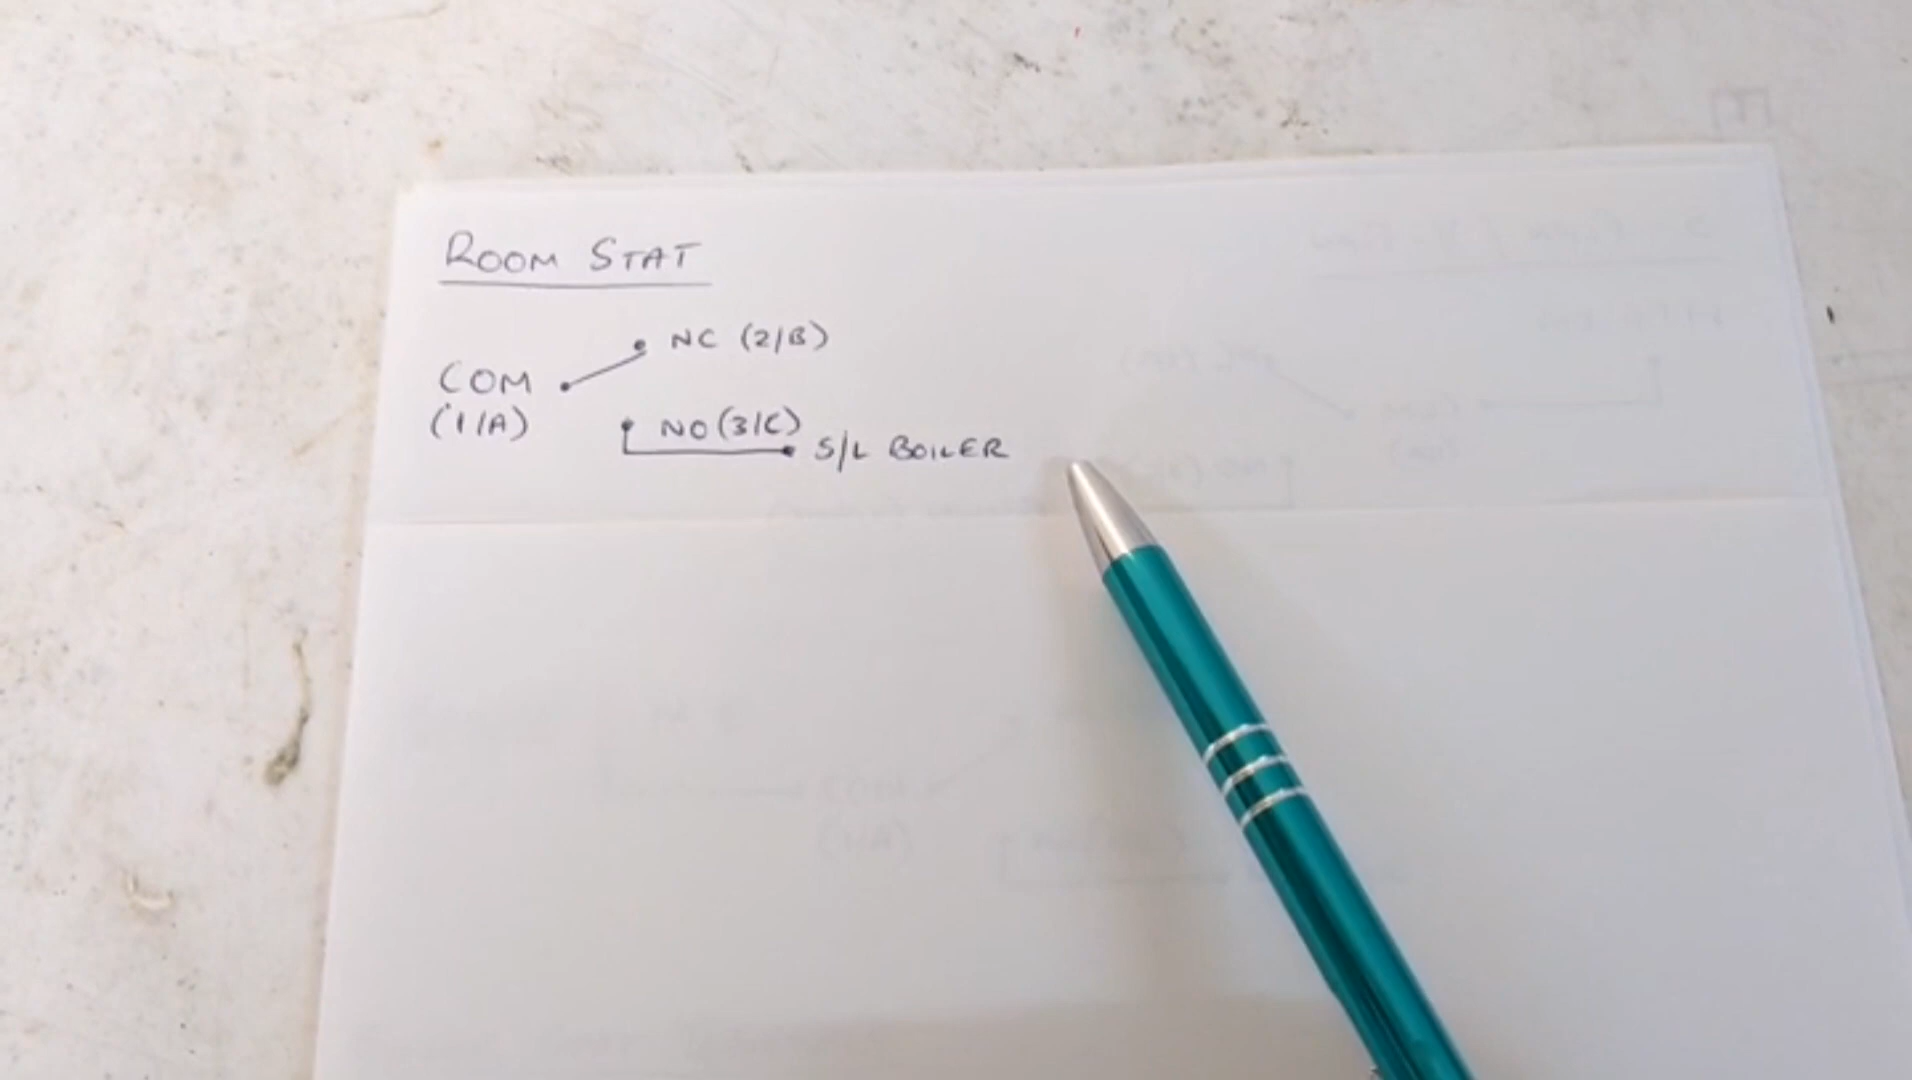 ROOM STAT
NC (2/B)
COM
(1/A)
NO (3/C)
S/L BOILER